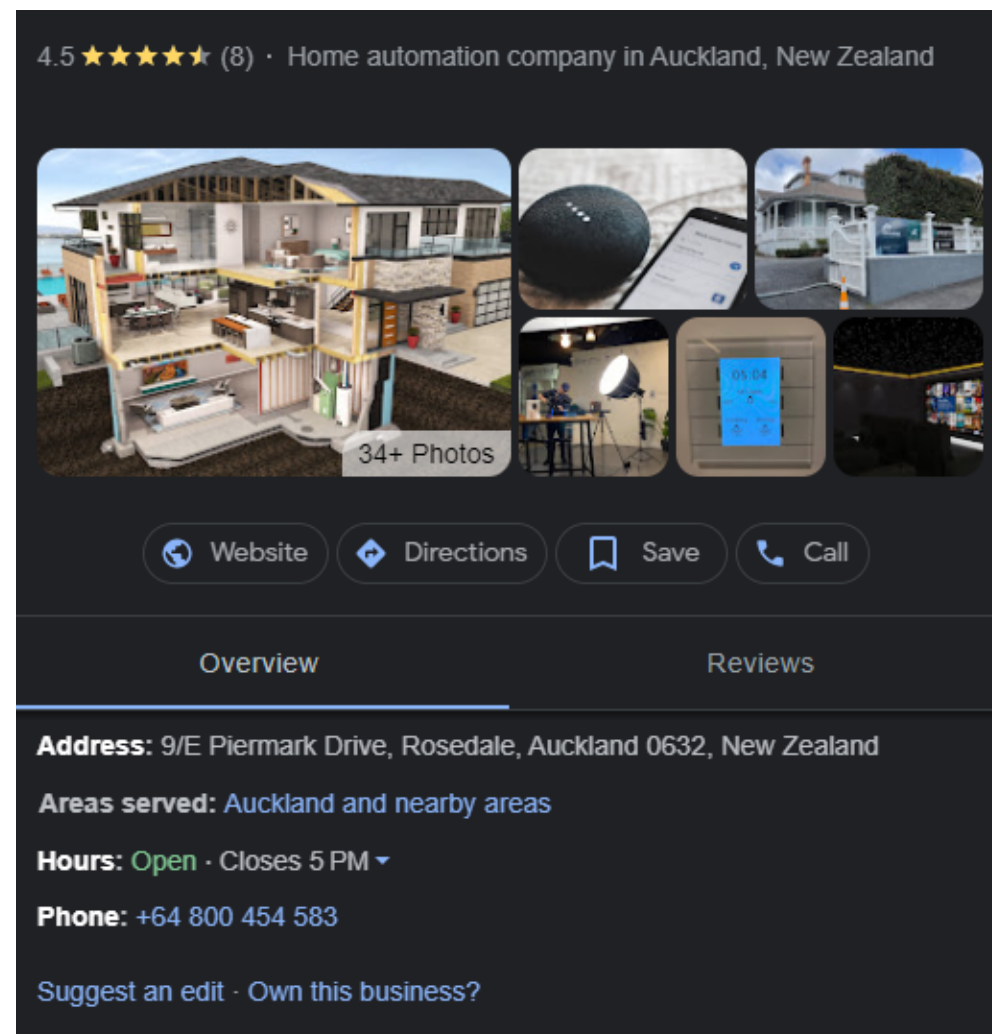 4.5 (8) · Home automation company in Auckland, New Zealand
05:04
34+ Photos
Website Directions Save Call
Overview Reviews
Address: 9/E Piermark Drive, Rosedale, Auckland 0632, New Zealand
Areas served: Auckland and nearby areas
Hours: Open · Closes 5 PM
Phone: +64 800 454 583
Suggest an edit · Own this business?